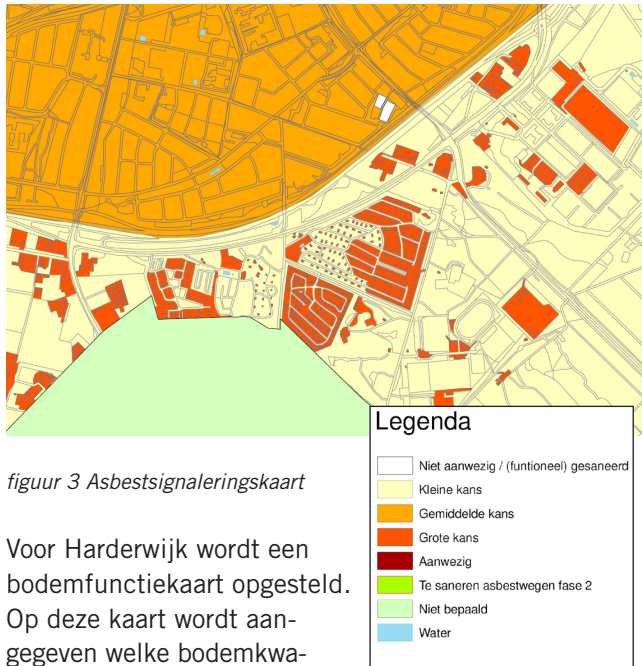 Legenda
Niet aanwezig / (funtioneel) gesaneerd
Kleine kans
Gemiddelde kans
Grote kans
Aanwezig
Te saneren asbestwegen fase 2
Niet bepaald
Water
figuur 3 Asbestsignaleringskaart
Voor Harderwijk wordt een
bodemfunctiekaart opgesteld.
Op deze kaart wordt aan-
gegeven welke bodemkwa-